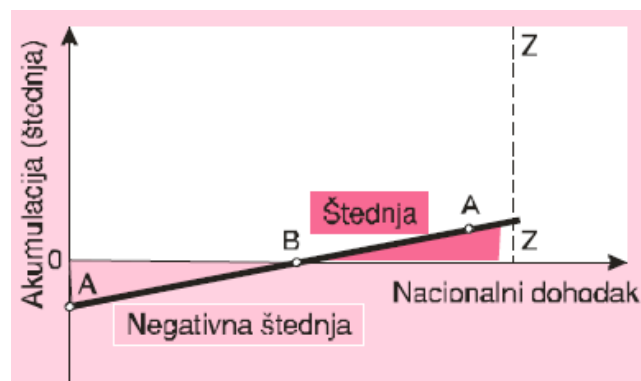 Akumulacija (štednja)
Z
Štednja
A
B
Z
0
A
Nacionalni dohodak
Negativna štednja